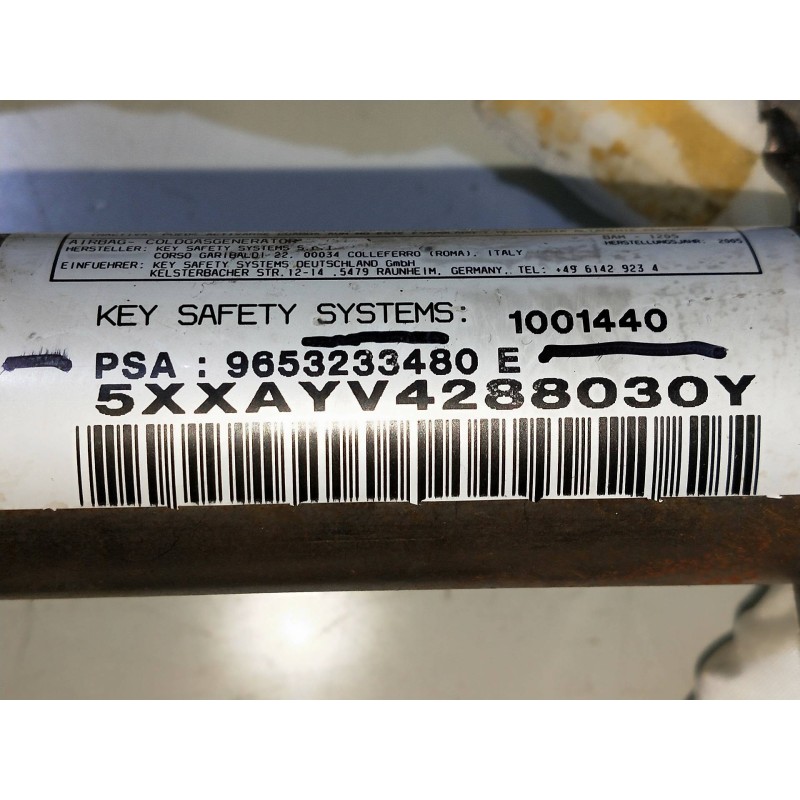 AIRBAG- COLDGASGENERATOR BAM - 1205
HERSTELLER: KEY SAFETY SYSTEMS S.p.A. HERSTELLUNGSJAHR: 2005
CORSO GARIBALDI 22, 00034 COLLEFERRO (ROMA), ITALY
EINFUEHRER: KEY SAFETY SYSTEMS DEUTSCHLAND GmbH
KELSTERBACHER STR.12-14 .5479 RAUNHEIM, GERMANY, TEL: +49 6142 923 4
KEY SAFETY SYSTEMS: 1001440
PSA : 9653233480 E
5XXAYV4288030Y